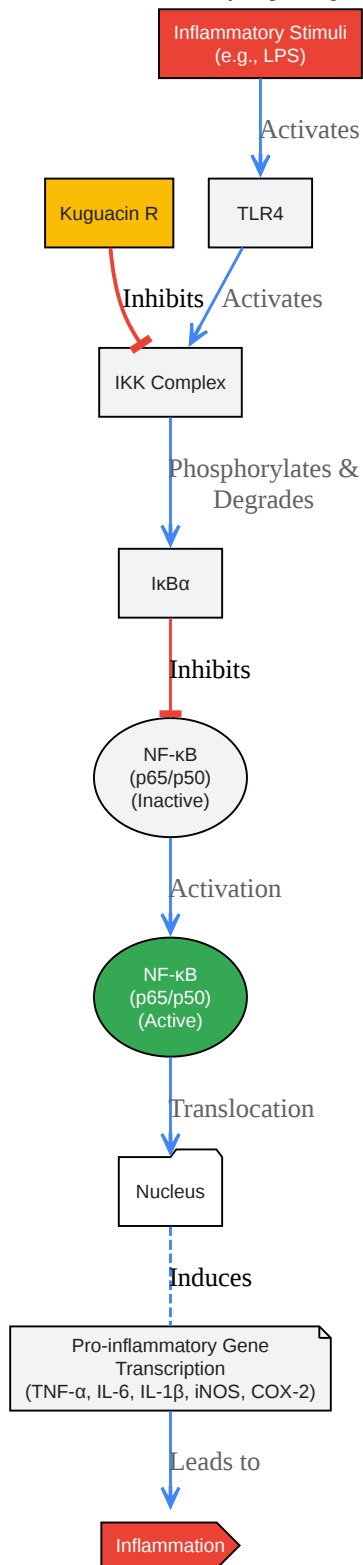 Inflammatory Stimuli
(e.g., LPS)
Activates
Kuguacin R
TLR4
Inhibits
Activates
IKK Complex
Phosphorylates &
Degrades
IκBα
Inhibits
NF-κB
(p65/p50)
(Inactive)
Activation
NF-κB
(p65/p50)
(Active)
Translocation
Nucleus
Induces
Pro-inflammatory Gene
Transcription
(TNF-α, IL-6, IL-1β, iNOS, COX-2)
Leads to
Inflammation